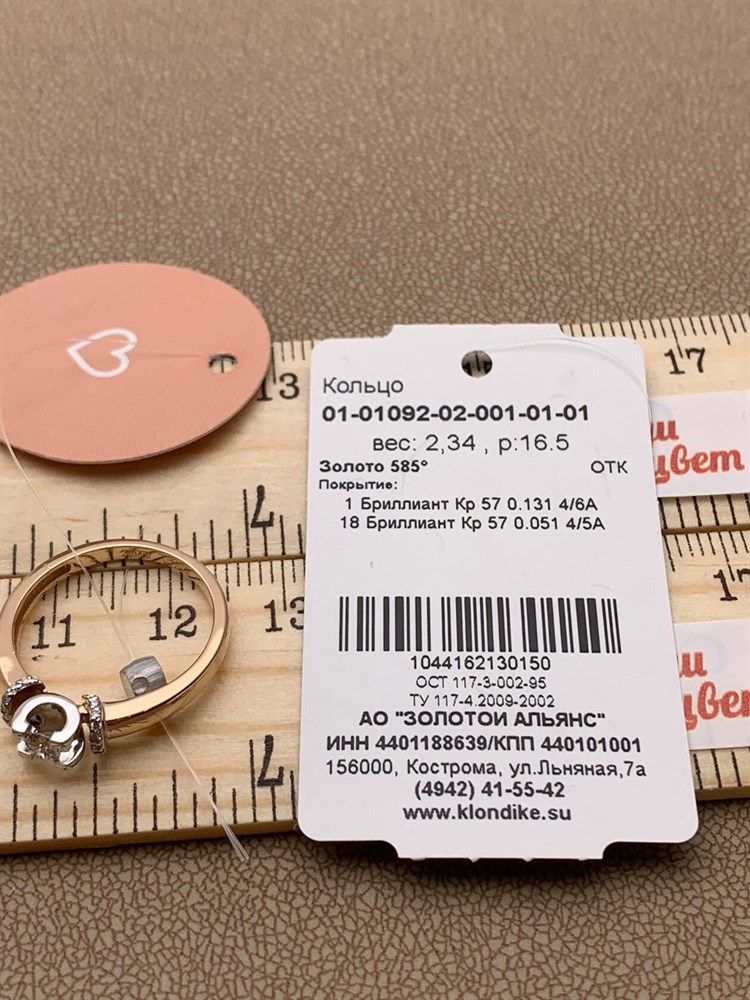 Кольцо
01-01092-02-001-01-01
вес: 2,34 , р:16.5
Золото 585°
ОТК
Покрытие:
1 Бриллиант Кр 57 0.131 4/6А
18 Бриллиант Кр 57 0.051 4/5А
1044162130150
ОСТ 117-3-002-95
ТУ 117-4.2009-2002
АО "ЗОЛОТОЙ АЛЬЯНС"
ИНН 4401188639/КПП 440101001
156000, Кострома, ул.Льняная,7а
(4942) 41-55-42
www.klondike.su
13
17
4
11
12
13
17